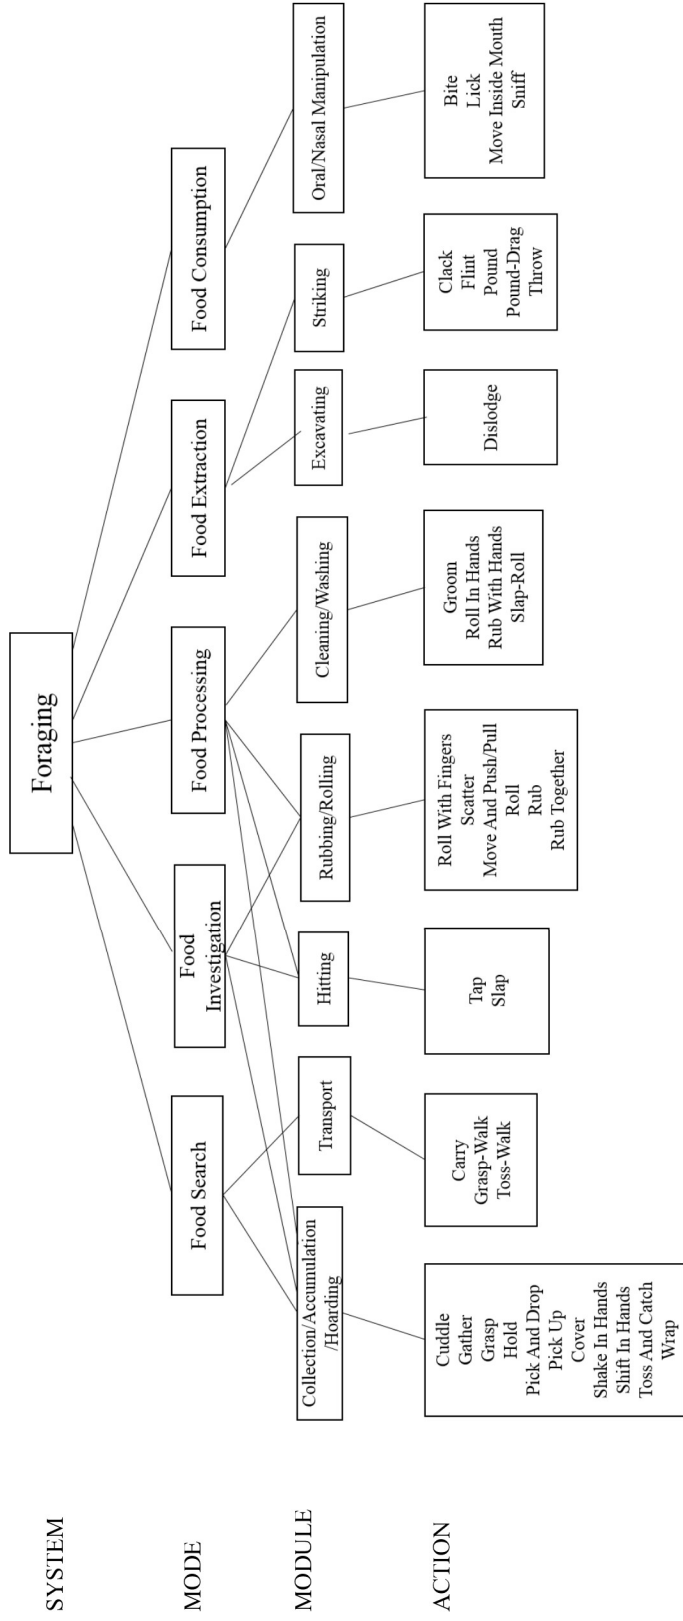 SYSTEM
Foraging
MODE
Food Search
Food
Investigation
Food Processing
Food Extraction
Food Consumption
MODULE
Collection/Accumulation
/Hoarding
Transport
Hitting
Rubbing/Rolling
Cleaning/Washing
Excavating
Striking
Oral/Nasal Manipulation
ACTION
Cuddle
Gather
Grasp
Hold
Pick And Drop
Pick Up
Cover
Shake In Hands
Shift In Hands
Toss And Catch
Wrap
Carry
Grasp-Walk
Toss-Walk
Tap
Slap
Roll With Fingers
Scatter
Move And Push/Pull
Roll
Rub
Rub Together
Groom
Roll In Hands
Rub With Hands
Slap-Roll
Dislodge
Clack
Flint
Pound
Pound-Drag
Throw
Bite
Lick
Move Inside Mouth
Sniff